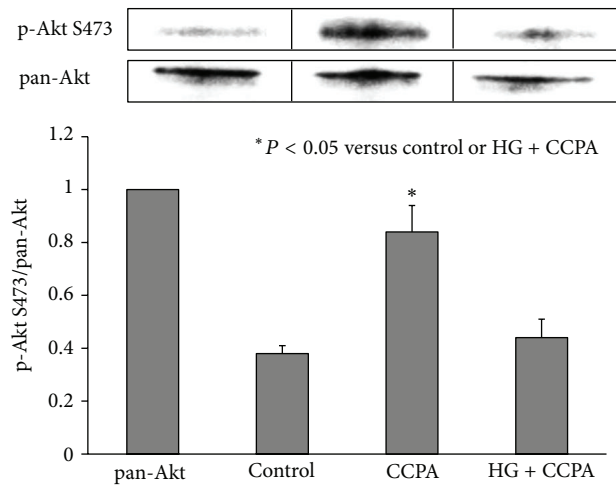 p-Akt S473
pan-Akt
* P < 0.05 versus control or HG + CCPA
p-Akt S473/pan-Akt
1.2
1
0.8
0.6
0.4
0.2
0
*
pan-Akt Control CCPA HG + CCPA